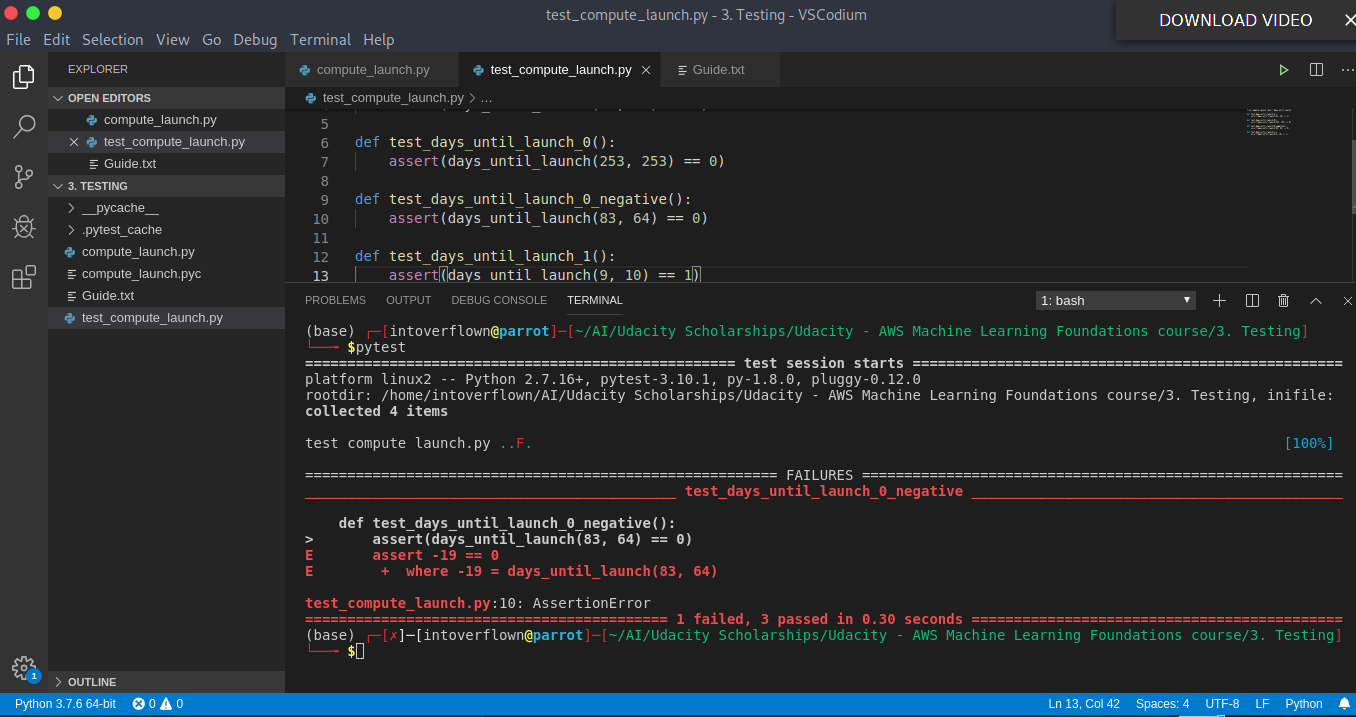 test_compute_launch.py - 3. Testing - VSCodium
DOWNLOAD VIDEO
File Edit Selection View Go Debug Terminal Help
EXPLORER
OPEN EDITORS
compute_launch.py
test_compute_launch.py
Guide.txt
3. TESTING
__pycache__
.pytest_cache
compute_launch.py
compute_launch.pyc
Guide.txt
test_compute_launch.py
OUTLINE
compute_launch.py
test_compute_launch.py
Guide.txt
test_compute_launch.py > ...
5
6 def test_days_until_launch_0():
7     assert(days_until_launch(253, 253) == 0)
8
9 def test_days_until_launch_0_negative():
10     assert(days_until_launch(83, 64) == 0)
11
12 def test_days_until_launch_1():
13     assert(days_until_launch(9, 10) == 1)
PROBLEMS OUTPUT DEBUG CONSOLE TERMINAL
1: bash
(base) ┌─[intoverflown@parrot]─[~/AI/Udacity Scholarships/Udacity - AWS Machine Learning Foundations course/3. Testing]
└──╼ $pytest
=================================================== test session starts ===================================================
platform linux2 -- Python 2.7.16+, pytest-3.10.1, py-1.8.0, pluggy-0.12.0
rootdir: /home/intoverflown/AI/Udacity Scholarships/Udacity - AWS Machine Learning Foundations course/3. Testing, inifile:
collected 4 items
test_compute_launch.py ..F. [100%]
======================================================== FAILURES =========================================================
____________________________________________ test_days_until_launch_0_negative ____________________________________________
    def test_days_until_launch_0_negative():
>       assert(days_until_launch(83, 64) == 0)
E       assert -19 == 0
E        +  where -19 = days_until_launch(83, 64)
test_compute_launch.py:10: AssertionError
=========================================== 1 failed, 3 passed in 0.30 seconds ============================================
(base) ┌─[✗]─[intoverflown@parrot]─[~/AI/Udacity Scholarships/Udacity - AWS Machine Learning Foundations course/3. Testing]
└──╼ $
1
Python 3.7.6 64-bit 0 0
Ln 13, Col 42 Spaces: 4 UTF-8 LF Python